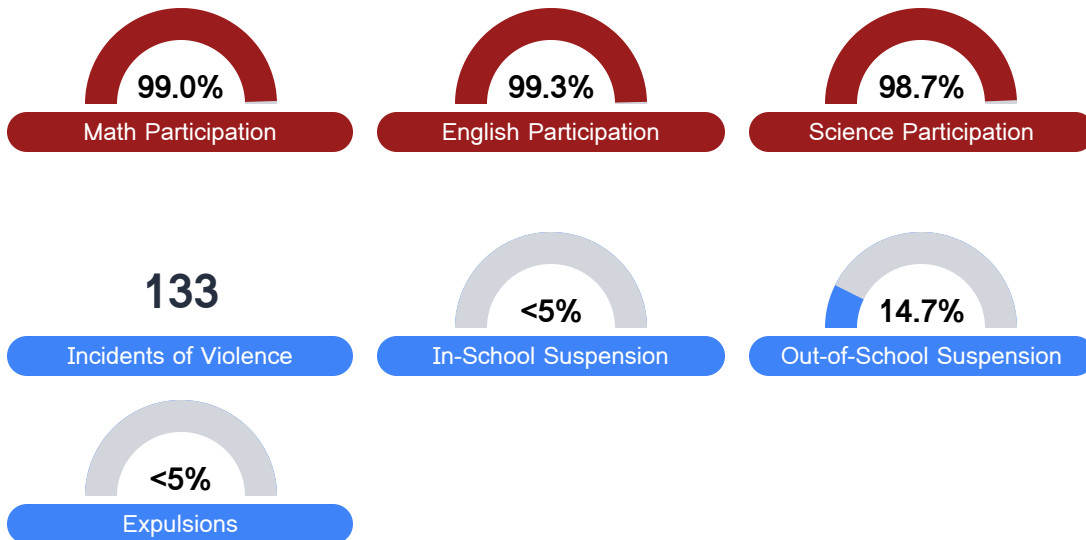 99.0%
99.3%
98.7%
Math Participation
English Participation
Science Participation
133
<5%
14.7%
Incidents of Violence
In-School Suspension
Out-of-School Suspension
<5%
Expulsions